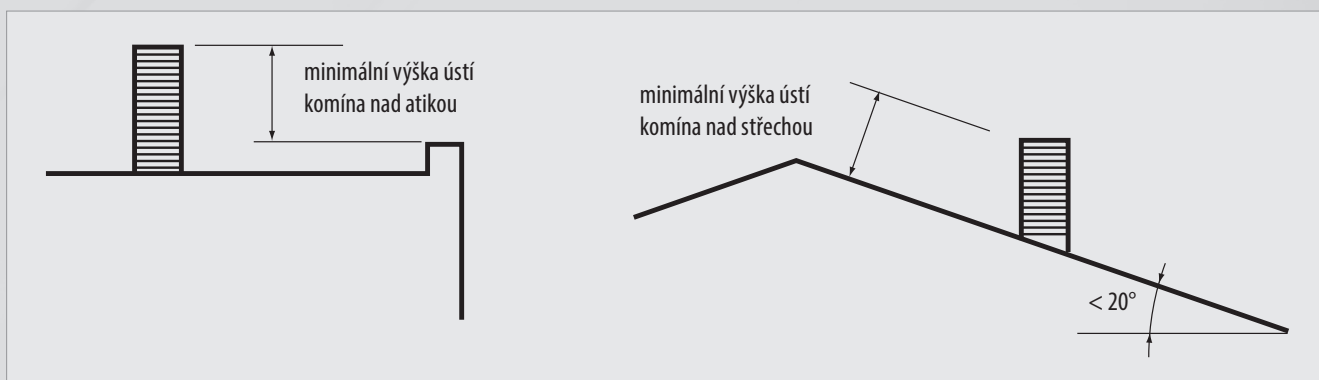 minimální výška ústí
komína nad atikou
minimální výška ústí
komína nad střechou
< 20°